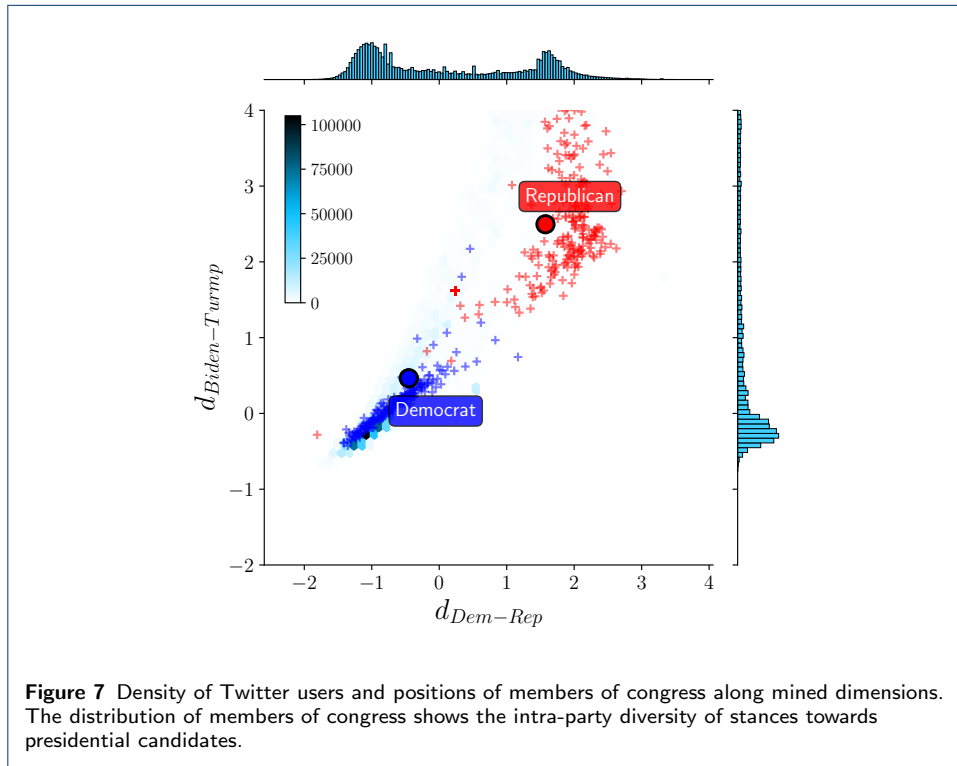 4
3
2
1
0
−1
−2
d_{Biden−Turmp}
100000
75000
50000
25000
0
Republican
Democrat
−2 −1 0 1 2 3 4
d_{Dem−Rep}
Figure 7 Density of Twitter users and positions of members of congress along mined dimensions.
The distribution of members of congress shows the intra-party diversity of stances towards
presidential candidates.